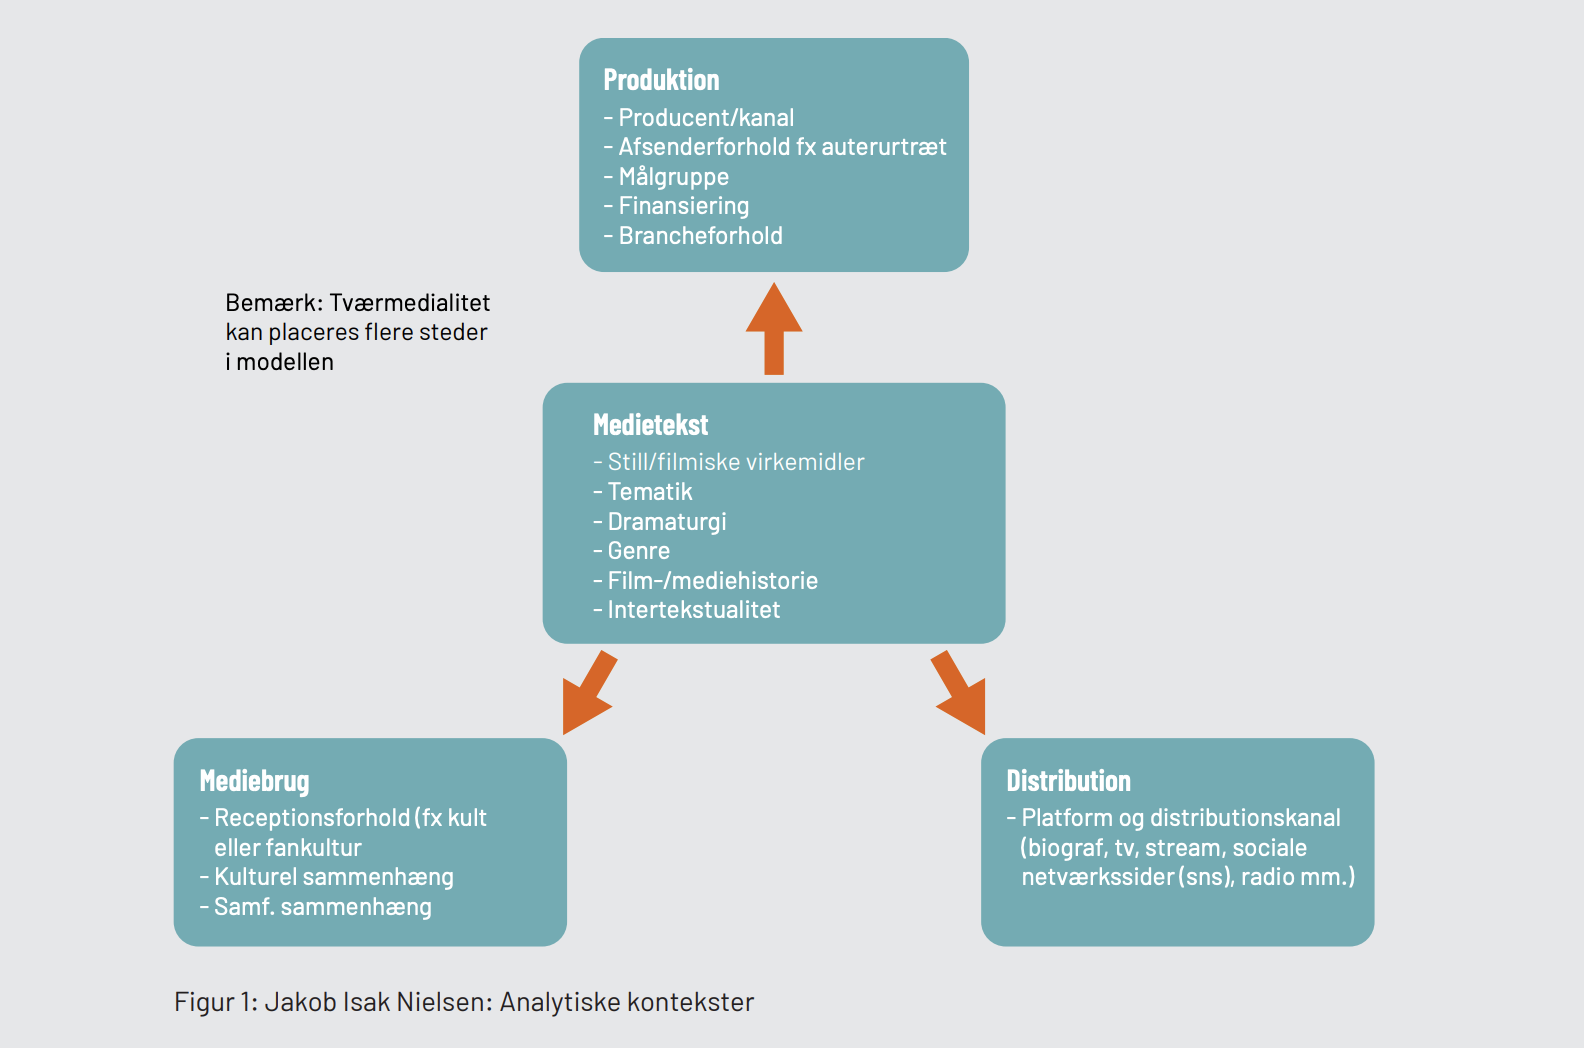 Produktion
- Producent/kanal
- Afsenderforhold fx auterurtræt
- Målgruppe
- Finansiering
- Brancheforhold
Bemærk: Tværmedialitet
kan placeres flere steder
i modellen
Medietekst
- Still/filmiske virkemidler
- Tematik
- Dramaturgi
- Genre
- Film-/mediehistorie
- Intertekstualitet
Mediebrug
- Receptionsforhold (fx kult
eller fankultur
- Kulturel sammenhæng
- Samf. sammenhæng
Distribution
- Platform og distributionskanal
(biograf, tv, stream, sociale
netværkssider (sns), radio mm.)
Figur 1: Jakob Isak Nielsen: Analytiske kontekster